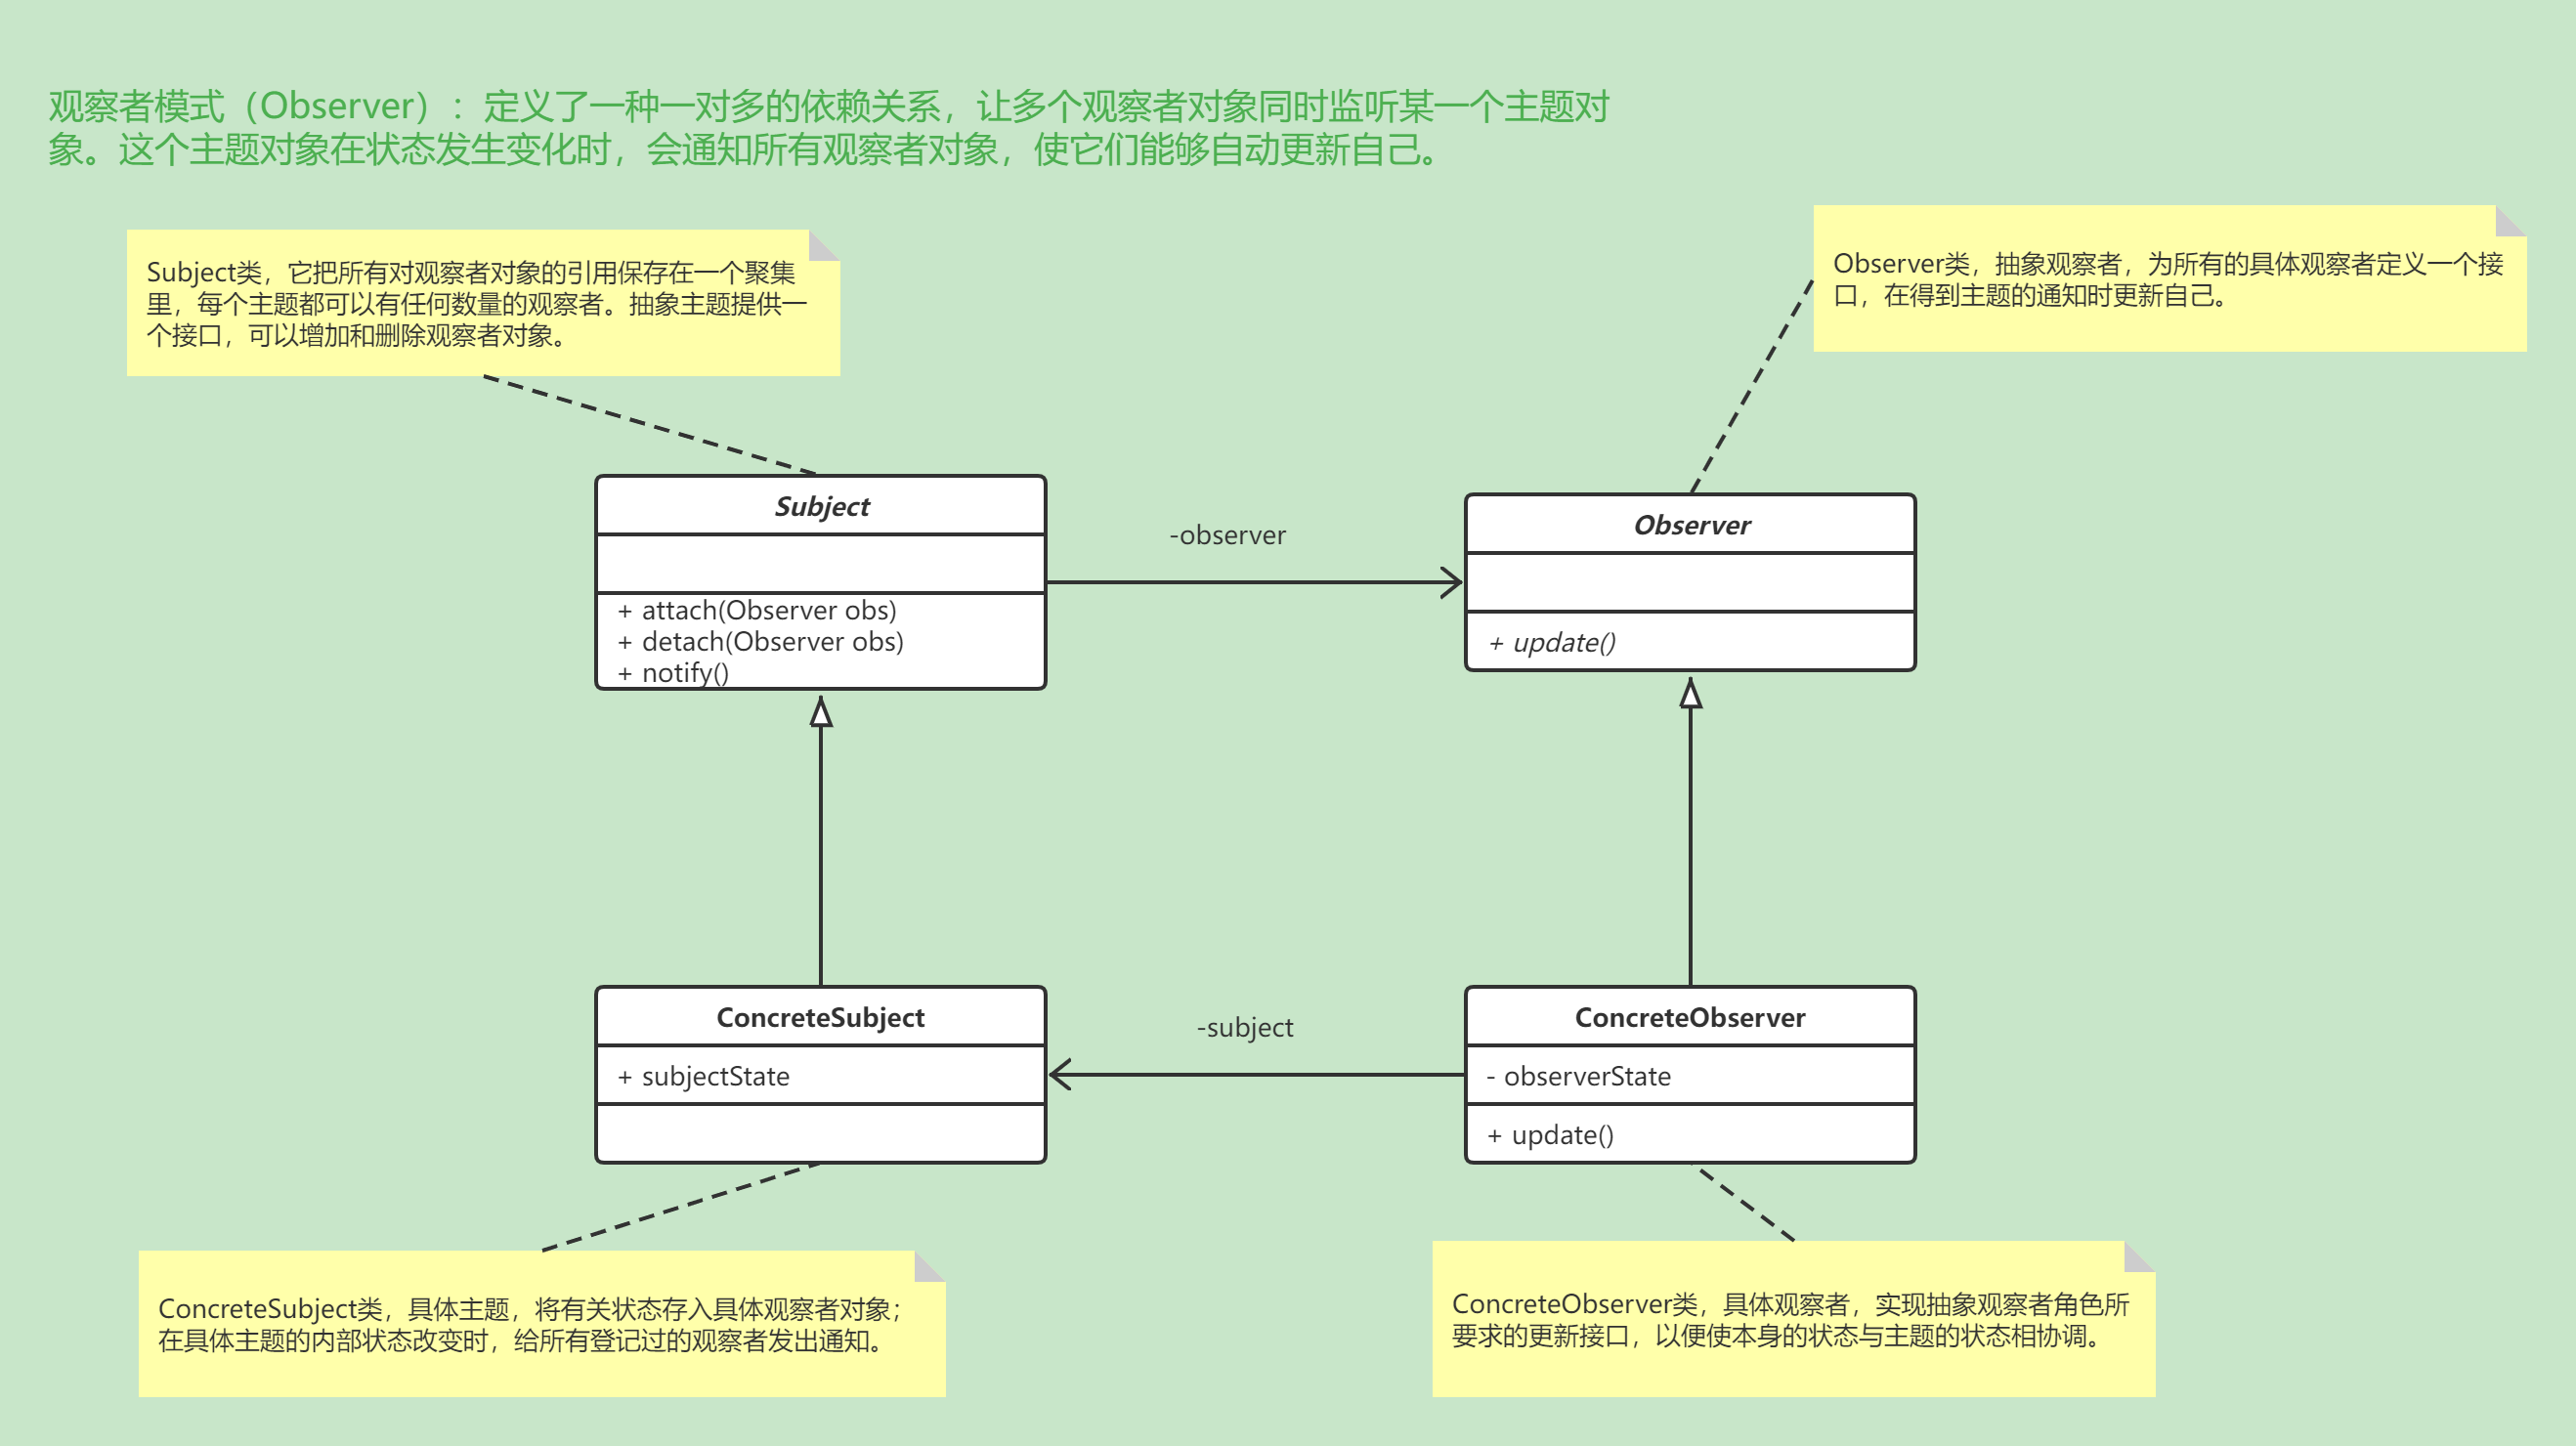 观察者模式（Observer）：定义了一种一对多的依赖关系，让多个观察者对象同时监听某一个主题对
象。这个主题对象在状态发生变化时，会通知所有观察者对象，使它们能够自动更新自己。
Subject类，它把所有对观察者对象的引用保存在一个聚集
里，每个主题都可以有任何数量的观察者。抽象主题提供一
个接口，可以增加和删除观察者对象。
Observer类，抽象观察者，为所有的具体观察者定义一个接
口，在得到主题的通知时更新自己。
Subject
+ attach(Observer obs)
+ detach(Observer obs)
+ notify()
-observer
Observer
+ update()
ConcreteSubject
+ subjectState
-subject
ConcreteObserver
- observerState
+ update()
ConcreteSubject类，具体主题，将有关状态存入具体观察者对象；
在具体主题的内部状态改变时，给所有登记过的观察者发出通知。
ConcreteObserver类，具体观察者，实现抽象观察者角色所
要求的更新接口，以便使本身的状态与主题的状态相协调。